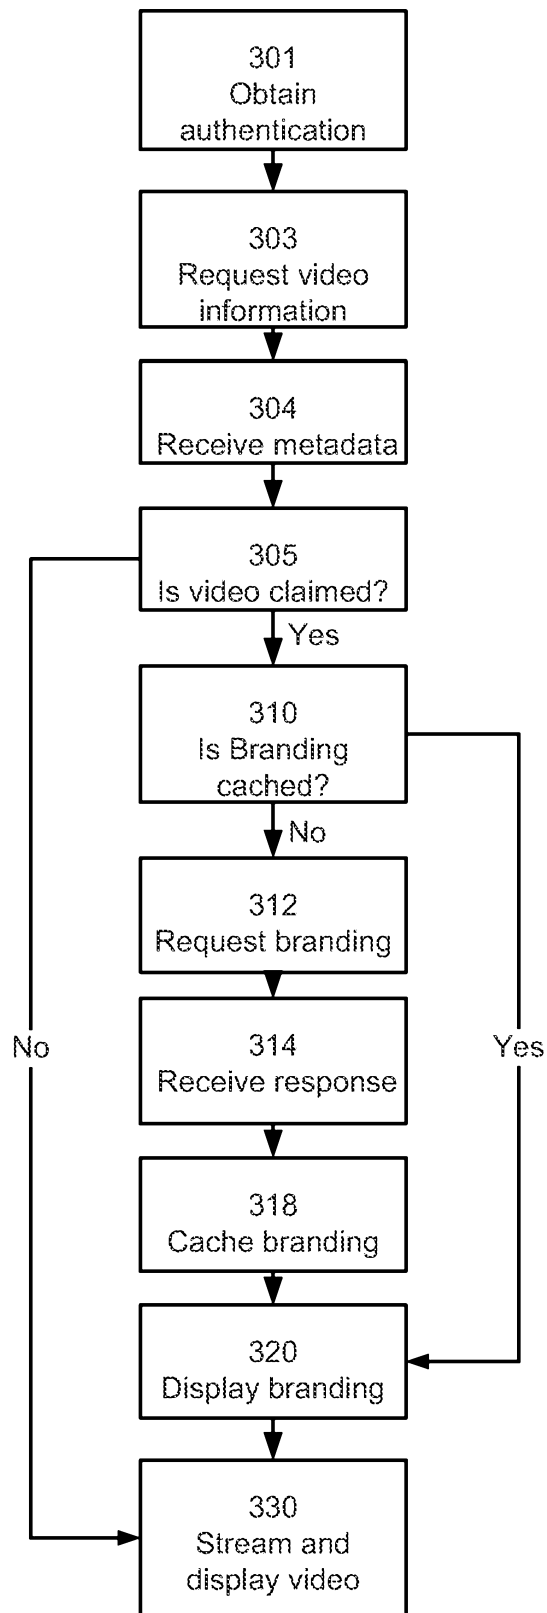 301
Obtain
authentication
303
Request video
information
304
Receive metadata
305
Is video claimed?
Yes
310
Is Branding
cached?
No
312
Request branding
314
Receive response
No
Yes
318
Cache branding
320
Display branding
330
Stream and
display video